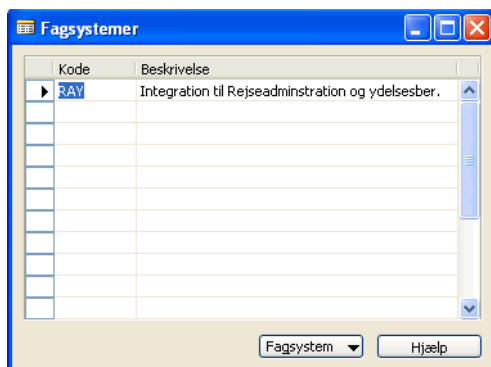 Fagsystemer
Kode Beskrivelse
RAY Integration til Rejseadminstration og ydelsesber.
Fagsystem Hjælp